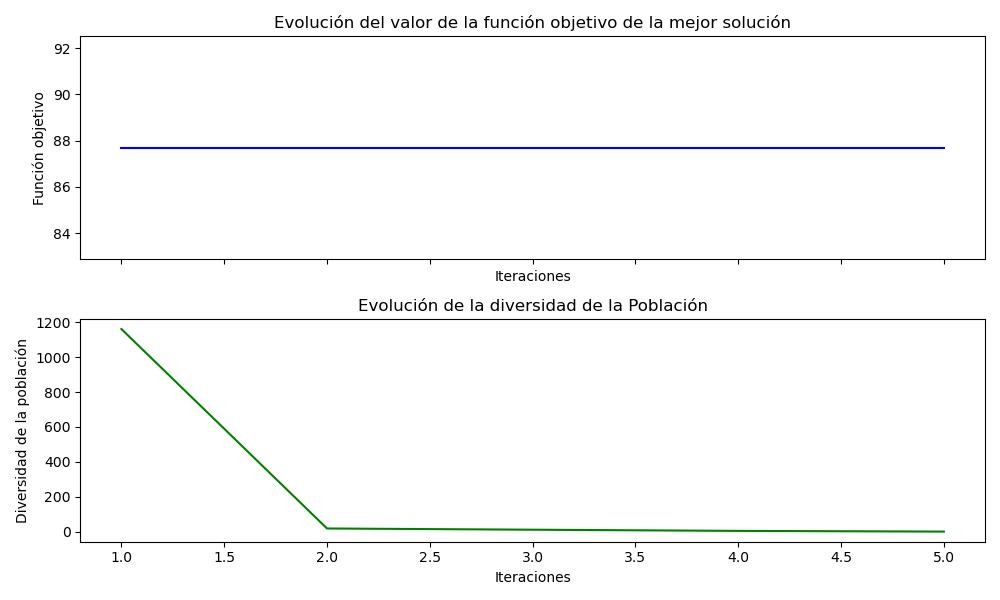 Evolución del valor de la función objetivo de la mejor solución
92
90
88
86
84
Función objetivo
Iteraciones
Evolución de la diversidad de la Población
1200
1000
800
600
400
200
0
Diversidad de la población
1.0 1.5 2.0 2.5 3.0 3.5 4.0 4.5 5.0
Iteraciones